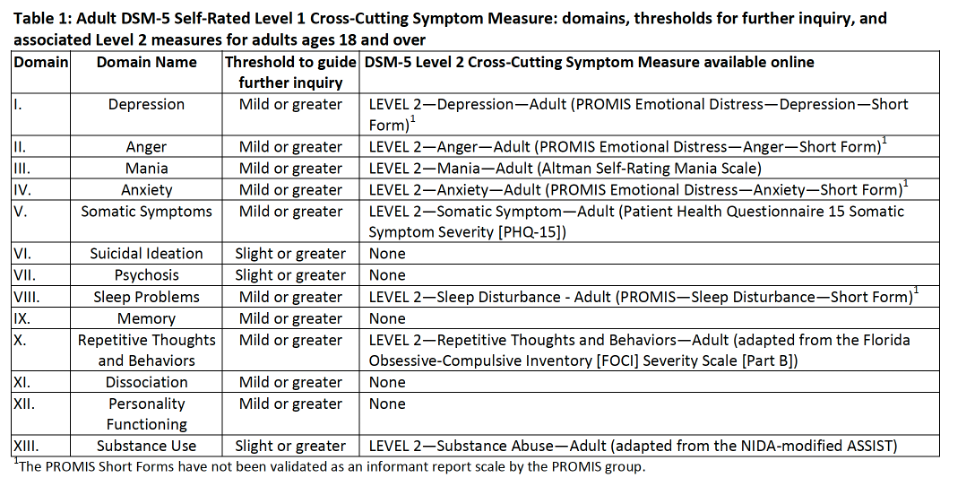 Table 1: Adult DSM-5 Self-Rated Level 1 Cross-Cutting Symptom Measure: domains, thresholds for further inquiry, and
associated Level 2 measures for adults ages 18 and over
Domain Domain Name Threshold to guide further inquiry DSM-5 Level 2 Cross-Cutting Symptom Measure available online
I. Depression Mild or greater LEVEL 2—Depression—Adult (PROMIS Emotional Distress—Depression—Short
Form)1
II. Anger Mild or greater LEVEL 2—Anger—Adult (PROMIS Emotional Distress—Anger—Short Form)1
III. Mania Mild or greater LEVEL 2—Mania—Adult (Altman Self-Rating Mania Scale)
IV. Anxiety Mild or greater LEVEL 2—Anxiety—Adult (PROMIS Emotional Distress—Anxiety—Short Form)1
V. Somatic Symptoms Mild or greater LEVEL 2—Somatic Symptom—Adult (Patient Health Questionnaire 15 Somatic
Symptom Severity [PHQ-15])
VI. Suicidal Ideation Slight or greater None
VII. Psychosis Slight or greater None
VIII. Sleep Problems Mild or greater LEVEL 2—Sleep Disturbance - Adult (PROMIS—Sleep Disturbance—Short Form)1
IX. Memory Mild or greater None
X. Repetitive Thoughts and Behaviors Mild or greater LEVEL 2—Repetitive Thoughts and Behaviors—Adult (adapted from the Florida
Obsessive-Compulsive Inventory [FOCI] Severity Scale [Part B])
XI. Dissociation Mild or greater None
XII. Personality Functioning Mild or greater None
XIII. Substance Use Slight or greater LEVEL 2—Substance Abuse—Adult (adapted from the NIDA-modified ASSIST)
1The PROMIS Short Forms have not been validated as an informant report scale by the PROMIS group.